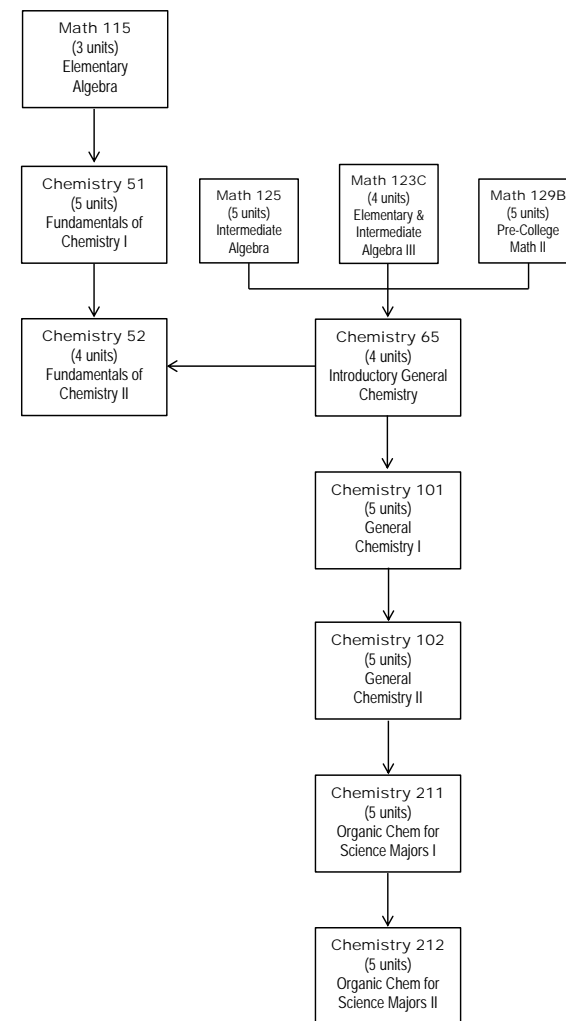 Math 115
(3 units)
Elementary
Algebra
Chemistry 51
(5 units)
Fundamentals of
Chemistry I
Math 125
(5 units)
Intermediate
Algebra
Math 123C
(4 units)
Elementary &
Intermediate
Algebra III
Math 129B
(5 units)
Pre-College
Math II
Chemistry 52
(4 units)
Fundamentals of
Chemistry II
Chemistry 65
(4 units)
Introductory General
Chemistry
Chemistry 101
(5 units)
General
Chemistry I
Chemistry 102
(5 units)
General
Chemistry II
Chemistry 211
(5 units)
Organic Chem for
Science Majors I
Chemistry 212
(5 units)
Organic Chem for
Science Majors II